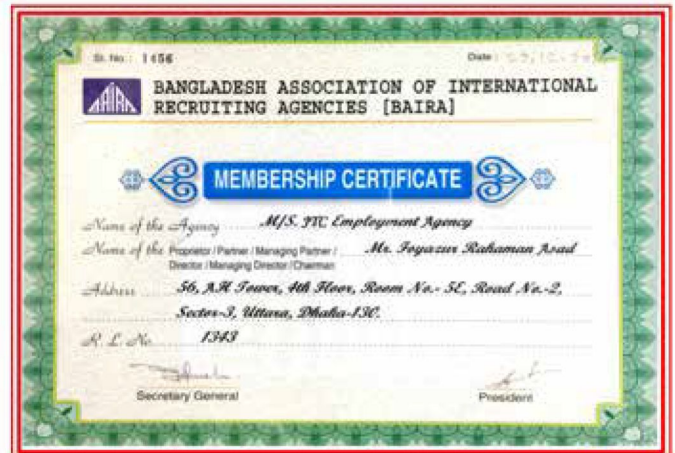 Sl. No.: 1456 Date:
BAIRA BANGLADESH ASSOCIATION OF INTERNATIONAL
RECRUITING AGENCIES [BAIRA]
MEMBERSHIP CERTIFICATE
Name of the Agency M/S. JTC Employment Agency
Name of the Proprietor / Partner / Managing Partner / Mr. Foyazur Rahaman Asad
Director / Managing Director / Chairman
Address 56, A.H Tower, 4th Floor, Room No.- 5E, Road No.-2,
Sector-3, Uttara, Dhaka-130.
R. L. No. 1343
Secretary General President